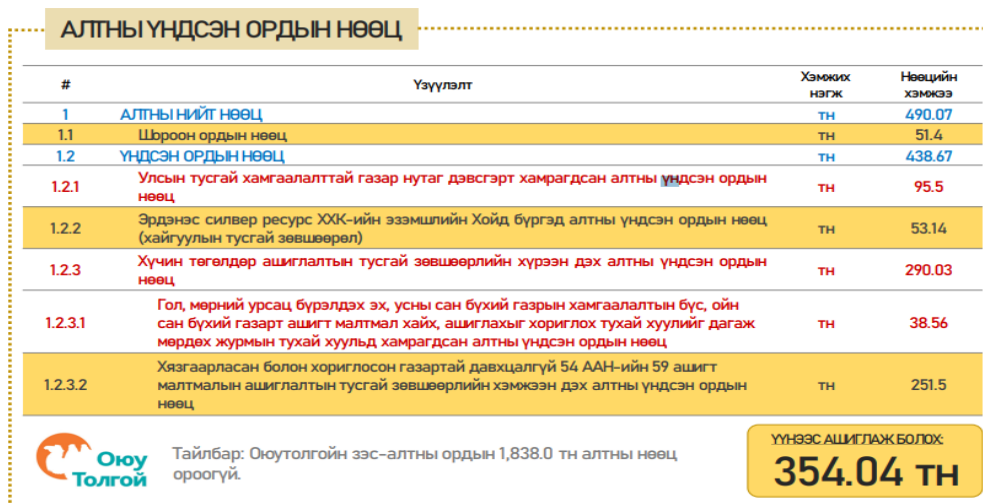 АЛТНЫ ҮНДСЭН ОРДЫН НӨӨЦ
# Үзүүлэлт Хэмжих нэгж Нөөцийн хэмжээ
1 АЛТНЫ НИЙТ НӨӨЦ тн 490.07
1.1 Шороон ордын нөөц тн 51.4
1.2 ҮНДСЭН ОРДЫН НӨӨЦ тн 438.67
1.2.1 Улсын тусгай хамгаалалттай газар нутаг дэвсгэрт хамрагдсан алтны үндсэн ордын
нөөц тн 95.5
1.2.2 Эрдэнэс силвер ресурс ХХК-ийн эзэмшлийн Хойд бүргэд алтны үндсэн ордын нөөц
(хайгуулын тусгай зөвшөөрөл) тн 53.14
1.2.3 Хүчин төгөлдөр ашиглалтын тусгай зөвшөөрлийн хүрээн дэх алтны үндсэн ордын
нөөц тн 290.03
1.2.3.1 Гол, мөрний урсац бүрэлдэх эх, усны сан бүхий газрын хамгаалалтын бүс, ойн
сан бүхий газарт ашигт малтмал хайх, ашиглахыг хориглох тухай хуулийг дагаж
мөрдөх журмын тухай хуульд хамрагдсан алтны үндсэн ордын нөөц тн 38.56
1.2.3.2 Хязгаарласан болон хориглосон газартай давхцалгүй 54 ААН-ийн 59 ашигт
малтмалын ашиглалтын тусгай зөвшөөрлийн хэмжээн дэх алтны үндсэн ордын
нөөц тн 251.5
Оюу
Толгой
Тайлбар: Оюутолгойн зэс-алтны ордын 1,838.0 тн алтны нөөц
ороогүй.
ҮҮНЭЭС АШИГЛАЖ БОЛОХ:
354.04 ТН